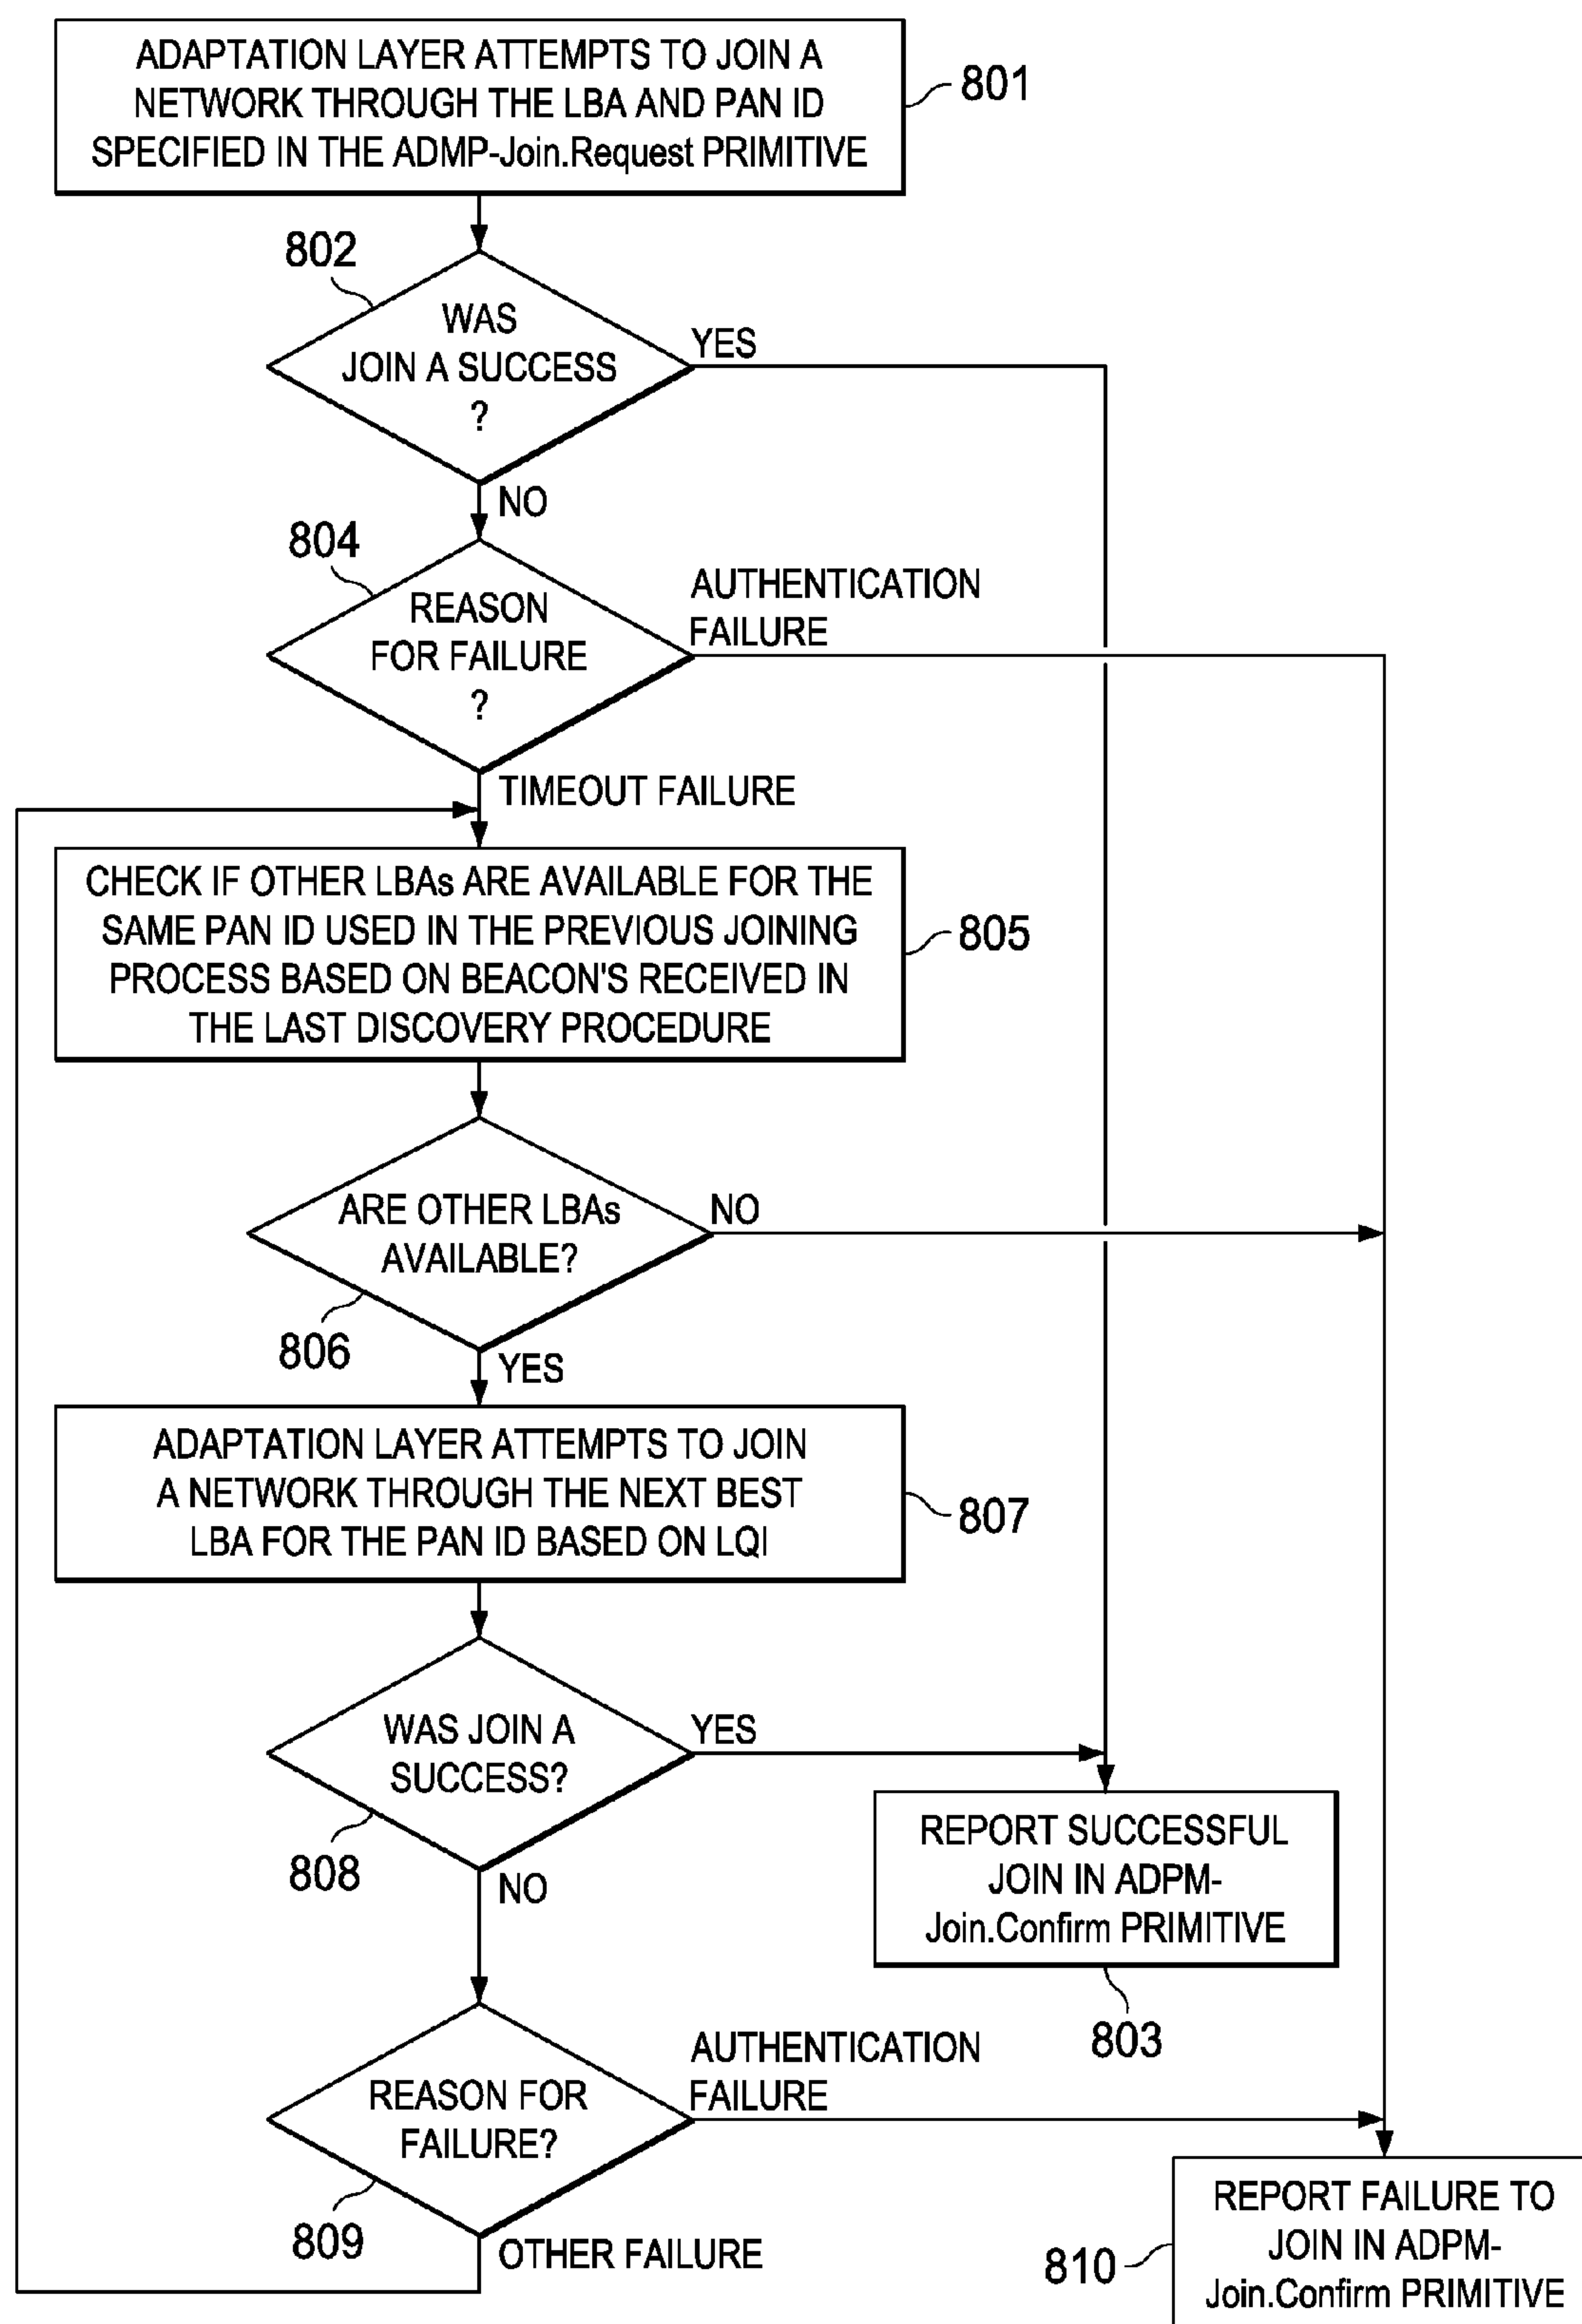 ADAPTATION LAYER ATTEMPTS TO JOIN A
NETWORK THROUGH THE LBA AND PAN ID
SPECIFIED IN THE ADMP-Join.Request PRIMITIVE
801
802
WAS
JOIN A SUCCESS
?
YES
NO
804
REASON
FOR FAILURE
?
AUTHENTICATION
FAILURE
TIMEOUT FAILURE
CHECK IF OTHER LBAs ARE AVAILABLE FOR THE
SAME PAN ID USED IN THE PREVIOUS JOINING
PROCESS BASED ON BEACON'S RECEIVED IN
THE LAST DISCOVERY PROCEDURE
805
ARE OTHER LBAs
AVAILABLE?
NO
806
YES
ADAPTATION LAYER ATTEMPTS TO JOIN
A NETWORK THROUGH THE NEXT BEST
LBA FOR THE PAN ID BASED ON LQI
807
WAS JOIN A
SUCCESS?
YES
808
NO
REPORT SUCCESSFUL
JOIN IN ADPM-
Join.Confirm PRIMITIVE
803
REASON FOR
FAILURE?
AUTHENTICATION
FAILURE
809
OTHER FAILURE
REPORT FAILURE TO
JOIN IN ADPM-
Join.Confirm PRIMITIVE
810